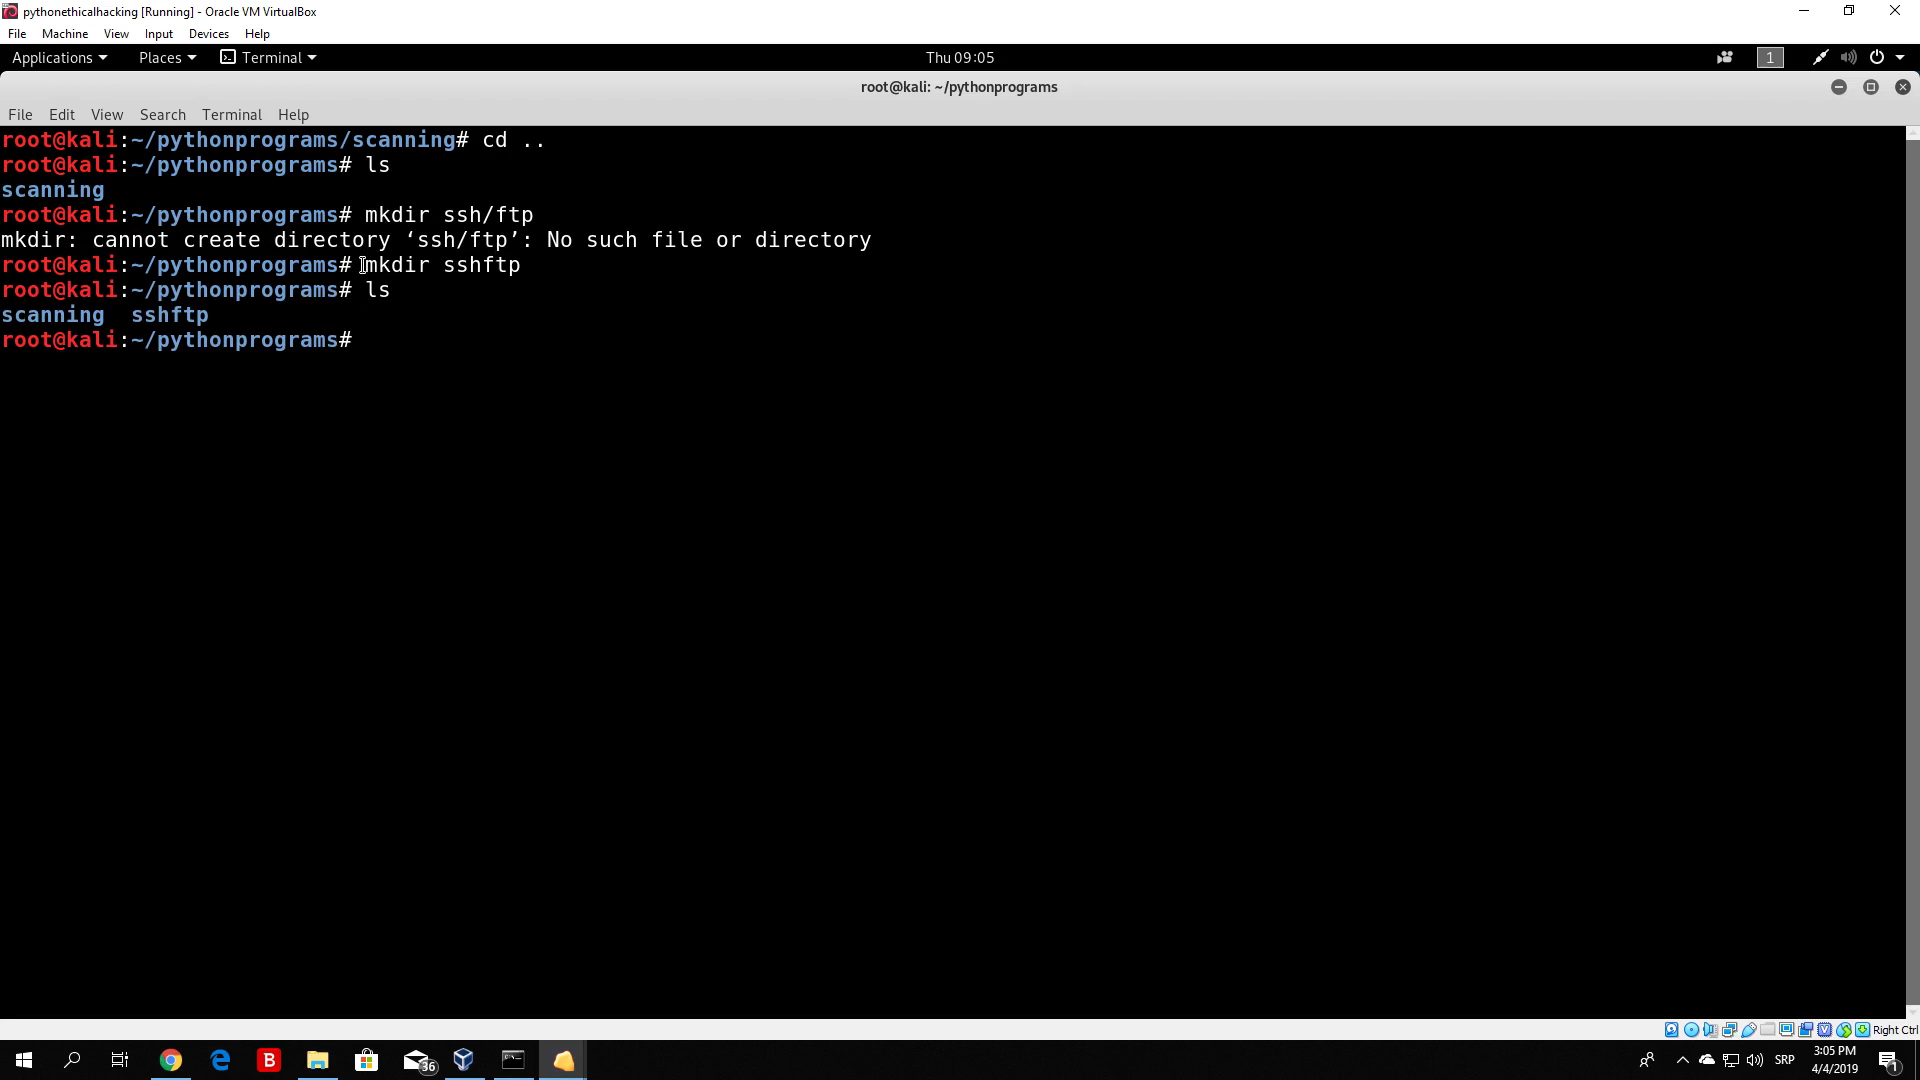 pythonethicalhacking [Running] - Oracle VM VirtualBox
File Machine View Input Devices Help
Applications Places Terminal Thu 09:05 1
root@kali: ~/pythonprograms
File Edit View Search Terminal Help
root@kali:~/pythonprograms/scanning# cd ..
root@kali:~/pythonprograms# ls
scanning
root@kali:~/pythonprograms# mkdir ssh/ftp
mkdir: cannot create directory ‘ssh/ftp’: No such file or directory
root@kali:~/pythonprograms# mkdir sshftp
root@kali:~/pythonprograms# ls
scanning sshftp
root@kali:~/pythonprograms#
Right Ctrl
B 36 SRP 3:05 PM 1
4/4/2019